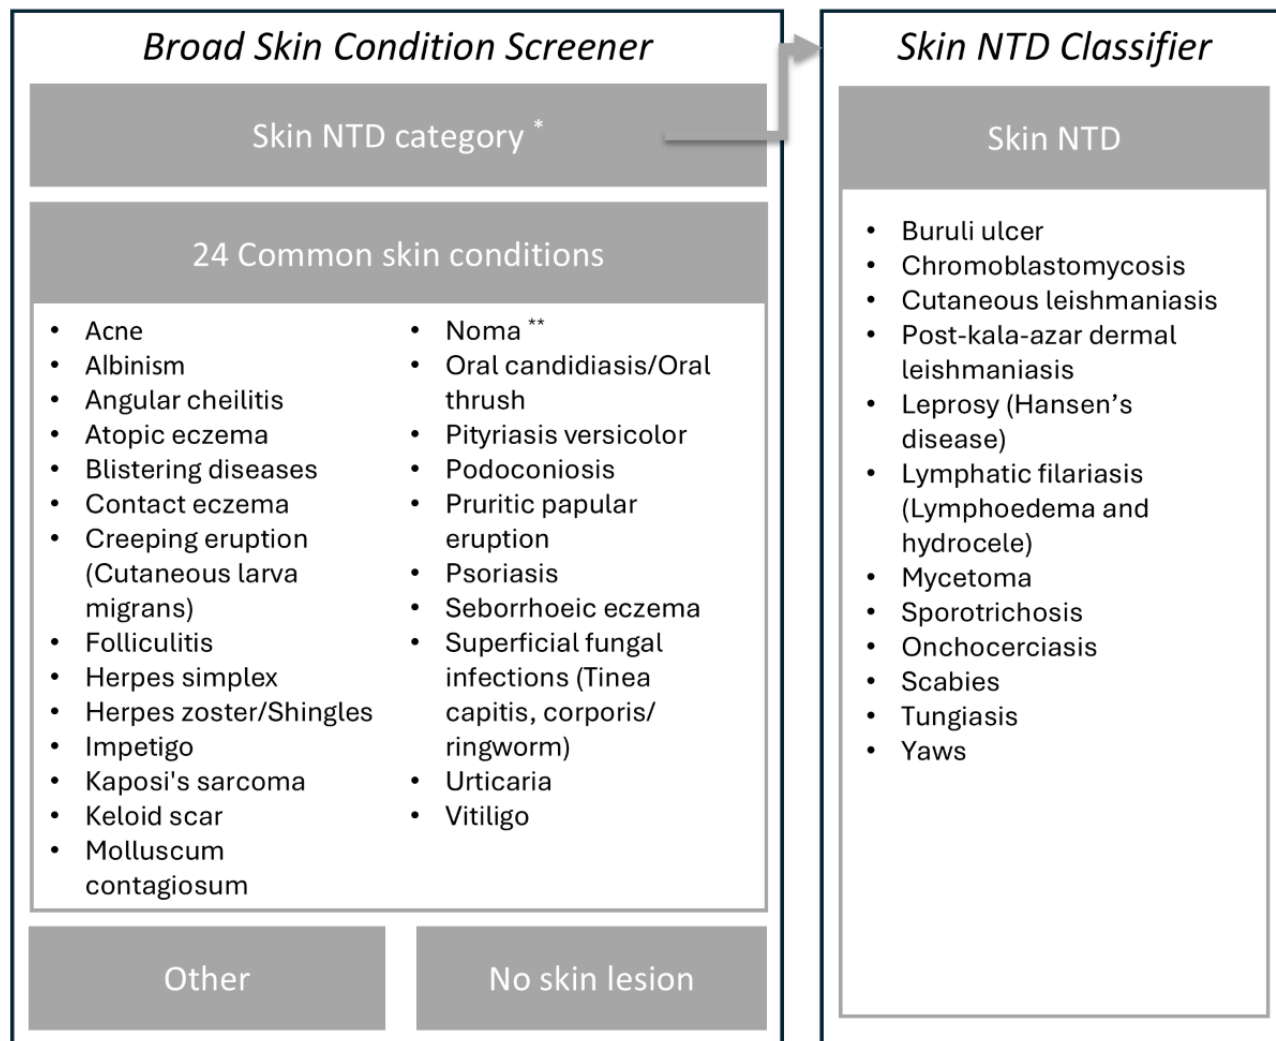 Broad Skin Condition Screener
Skin NTD category *
24 Common skin conditions
• Acne
• Albinism
• Angular cheilitis
• Atopic eczema
• Blistering diseases
• Contact eczema
• Creeping eruption
(Cutaneous larva
migrans)
• Folliculitis
• Herpes simplex
• Herpes zoster/Shingles
• Impetigo
• Kaposi's sarcoma
• Keloid scar
• Molluscum
contagiosum
• Noma **
• Oral candidiasis/Oral
thrush
• Pityriasis versicolor
• Podoconiosis
• Pruritic papular
eruption
• Psoriasis
• Seborrhoeic eczema
• Superficial fungal
infections (Tinea
capitis, corporis/
ringworm)
• Urticaria
• Vitiligo
Other
No skin lesion
Skin NTD Classifier
Skin NTD
• Buruli ulcer
• Chromoblastomycosis
• Cutaneous leishmaniasis
• Post-kala-azar dermal
leishmaniasis
• Leprosy (Hansen’s
disease)
• Lymphatic filariasis
(Lymphoedema and
hydrocele)
• Mycetoma
• Sporotrichosis
• Onchocerciasis
• Scabies
• Tungiasis
• Yaws